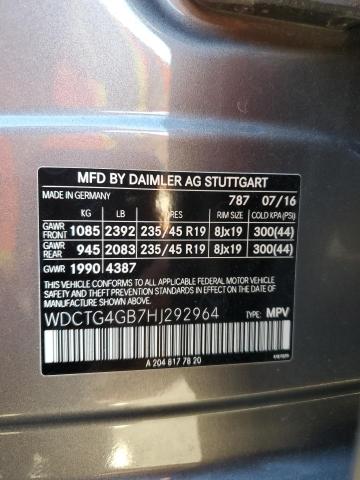 MFD BY DAIMLER AG STUTTGART
MADE IN GERMANY 787 07/16
KG LB TIRES RIM SIZE COLD KPA (PSI)
GAWR FRONT 1085 2392 235/45 R19 8Jx19 300(44)
GAWR REAR 945 2083 235/45 R19 8Jx19 300(44)
GVWR 1990 4387
THIS VEHICLE CONFORMS TO ALL APPLICABLE FEDERAL MOTOR VEHICLE
SAFETY STANDARDS IN EFFECT ON THE DATE OF MANUFACTURE SHOWN ABOVE.
WDCTG4GB7HJ292964 TYPE: MPV
A 204 817 78 20